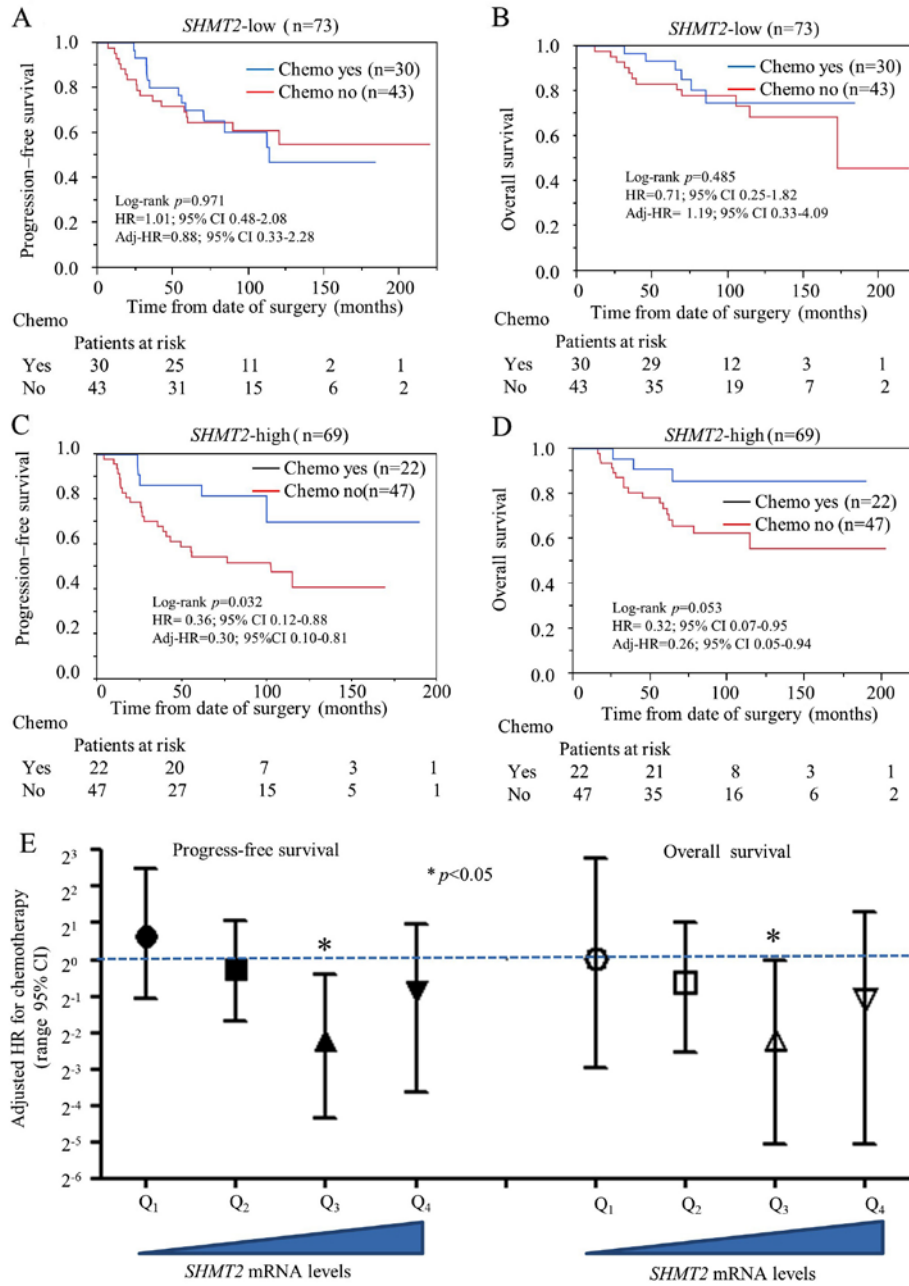 A
SHMT2-low (n=73)
1.0
0.8
0.6
0.4
0.2
0.0
Progression–free survival
Chemo yes (n=30)
Chemo no (n=43)
Log-rank p=0.971
HR=1.01; 95% CI 0.48-2.08
Adj-HR=0.88; 95% CI 0.33-2.28
0 50 100 150 200
Time from date of surgery (months)
Chemo
Patients at risk
Yes 30 25 11 2 1
No 43 31 15 6 2
B
SHMT2-low (n=73)
1.0
0.8
0.6
0.4
0.2
0.0
Overall survival
Chemo yes (n=30)
Chemo no (n=43)
Log-rank p=0.485
HR=0.71; 95% CI 0.25-1.82
Adj-HR= 1.19; 95% CI 0.33-4.09
0 50 100 150 200
Time from date of surgery (months)
Chemo
Patients at risk
Yes 30 29 12 3 1
No 43 35 19 7 2
C
SHMT2-high (n=69)
1.0
0.8
0.6
0.4
0.2
0.0
Progression–free survival
Chemo yes (n=22)
Chemo no(n=47)
Log-rank p=0.032
HR= 0.36; 95% CI 0.12-0.88
Adj-HR=0.30; 95%CI 0.10-0.81
0 50 100 150 200
Time from date of surgery (months)
Chemo
Patients at risk
Yes 22 20 7 3 1
No 47 27 15 5 1
D
SHMT2-high (n=69)
1.0
0.8
0.6
0.4
0.2
0.0
Overall survival
Chemo yes (n=22)
Chemo no (n=47)
Log-rank p=0.053
HR= 0.32; 95% CI 0.07-0.95
Adj-HR=0.26; 95% CI 0.05-0.94
0 50 100 150 200
Time from date of surgery (months)
Chemo
Patients at risk
Yes 22 21 8 3 1
No 47 35 16 6 2
E
Progress-free survival
Overall survival
* p<0.05
Adjusted HR for chemotherapy
(range 95% CI)
2³
2²
2¹
2⁰
2⁻¹
2⁻²
2⁻³
2⁻⁴
2⁻⁵
2⁻⁶
* *
Q₁ Q₂ Q₃ Q₄ Q₁ Q₂ Q₃ Q₄
SHMT2 mRNA levels
SHMT2 mRNA levels